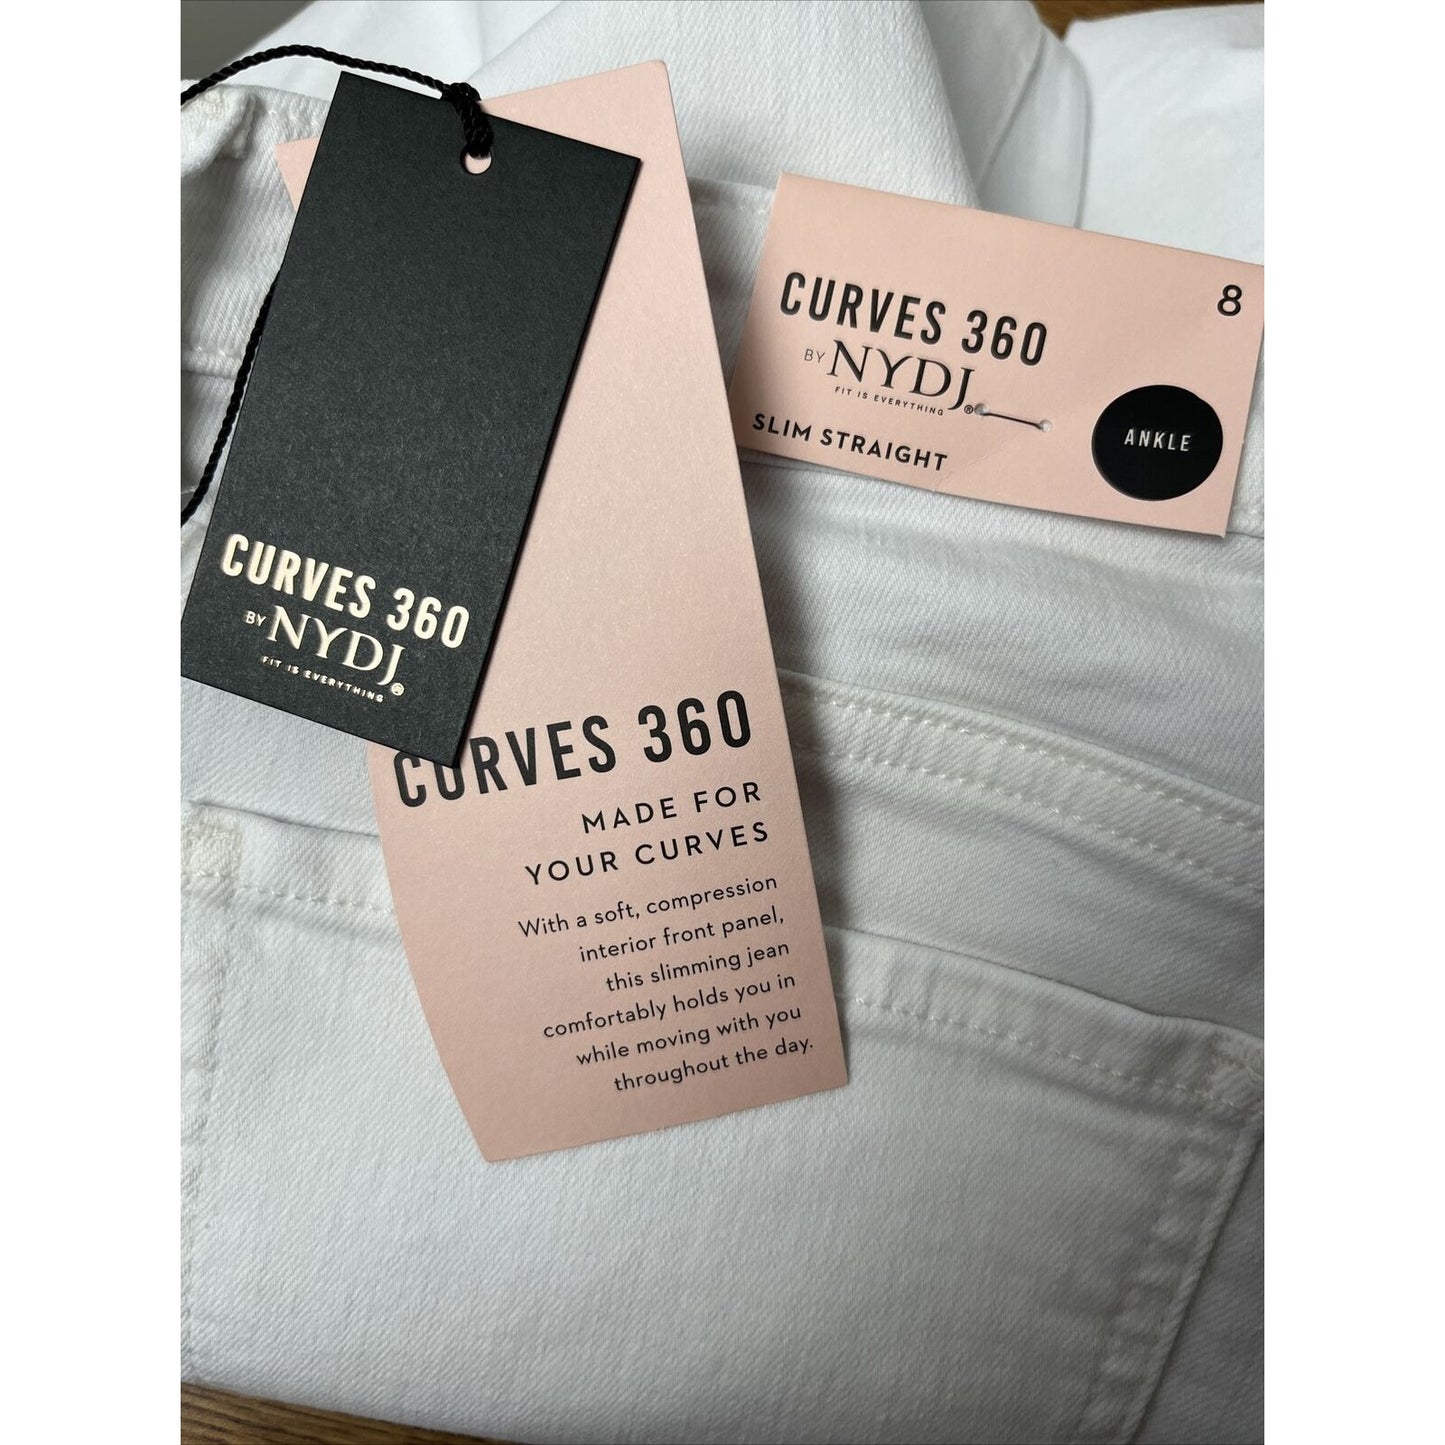 CURVES 360
BY NYDJ®
FIT IS EVERYTHING
CURVES 360
MADE FOR
YOUR CURVES
With a soft, compression
interior front panel,
this slimming jean
comfortably holds you in
while moving with you
throughout the day.
8
CURVES 360
BY NYDJ®
FIT IS EVERYTHING
SLIM STRAIGHT
ANKLE